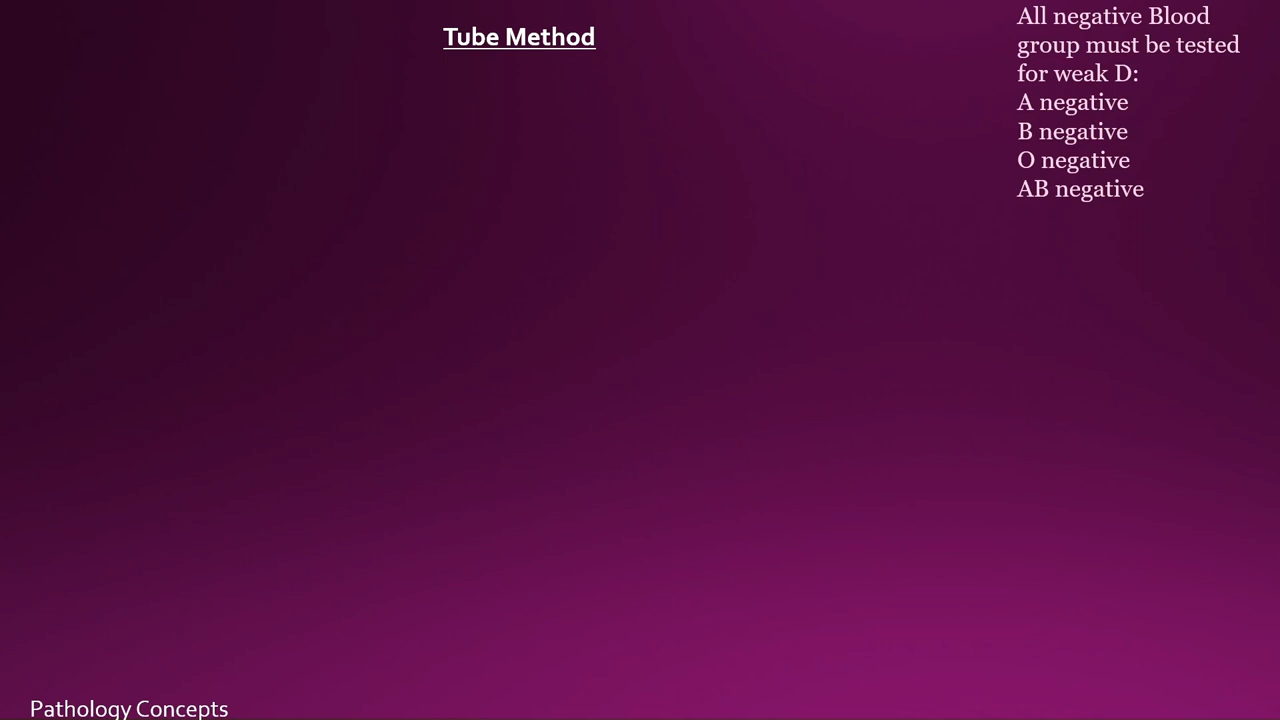 Tube Method
All negative Blood
group must be tested
for weak D:
A negative
B negative
O negative
AB negative
Pathology Concepts